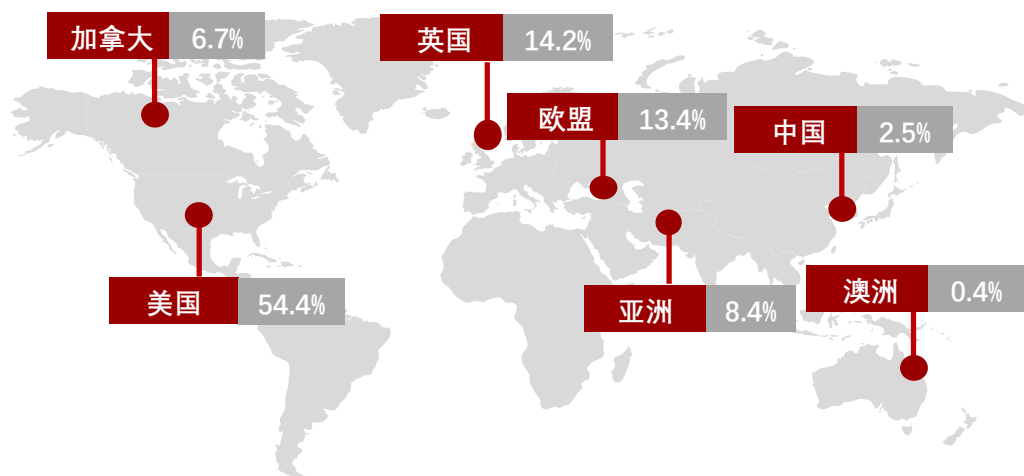 加拿大 6.7%
英国 14.2%
欧盟 13.4%
中国 2.5%
美国 54.4%
亚洲 8.4%
澳洲 0.4%